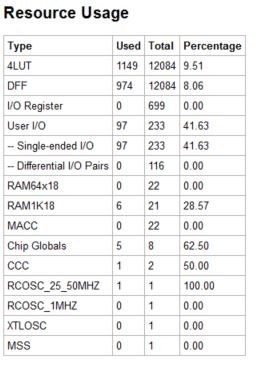 Resource Usage
Type Used Total Percentage
4LUT 1149 12084 9.51
DFF 974 12084 8.06
I/O Register 0 699 0.00
User I/O 97 233 41.63
-- Single-ended I/O 97 233 41.63
-- Differential I/O Pairs 0 116 0.00
RAM64x18 0 22 0.00
RAM1K18 6 21 28.57
MACC 0 22 0.00
Chip Globals 5 8 62.50
CCC 1 2 50.00
RCOSC_25_50MHZ 1 1 100.00
RCOSC_1MHZ 0 1 0.00
XTLOSC 0 1 0.00
MSS 0 1 0.00